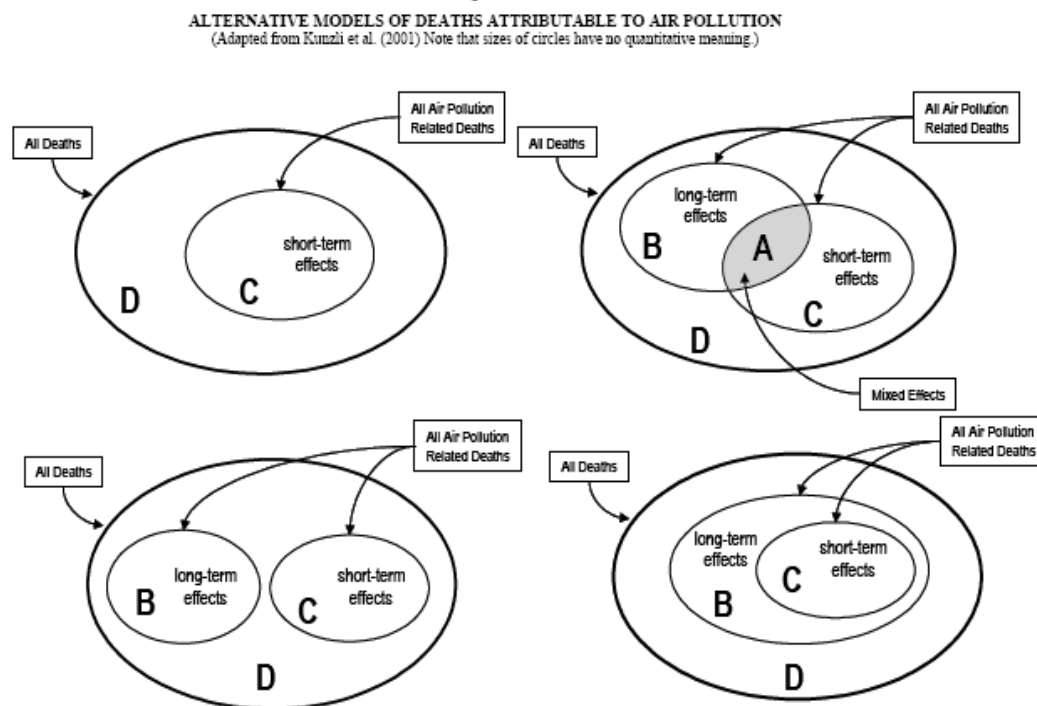 ALTERNATIVE MODELS OF DEATHS ATTRIBUTABLE TO AIR POLLUTION
(Adapted from Kunzli et al. (2001) Note that sizes of circles have no quantitative meaning.)
All Deaths
All Air Pollution
Related Deaths
short-term
effects
C
D
All Deaths
All Air Pollution
Related Deaths
long-term
effects
B
A
short-term
effects
C
D
Mixed Effects
All Deaths
All Air Pollution
Related Deaths
long-term
effects
B
short-term
effects
C
D
All Deaths
All Air Pollution
Related Deaths
long-term
effects
B
short-term
effects
C
D